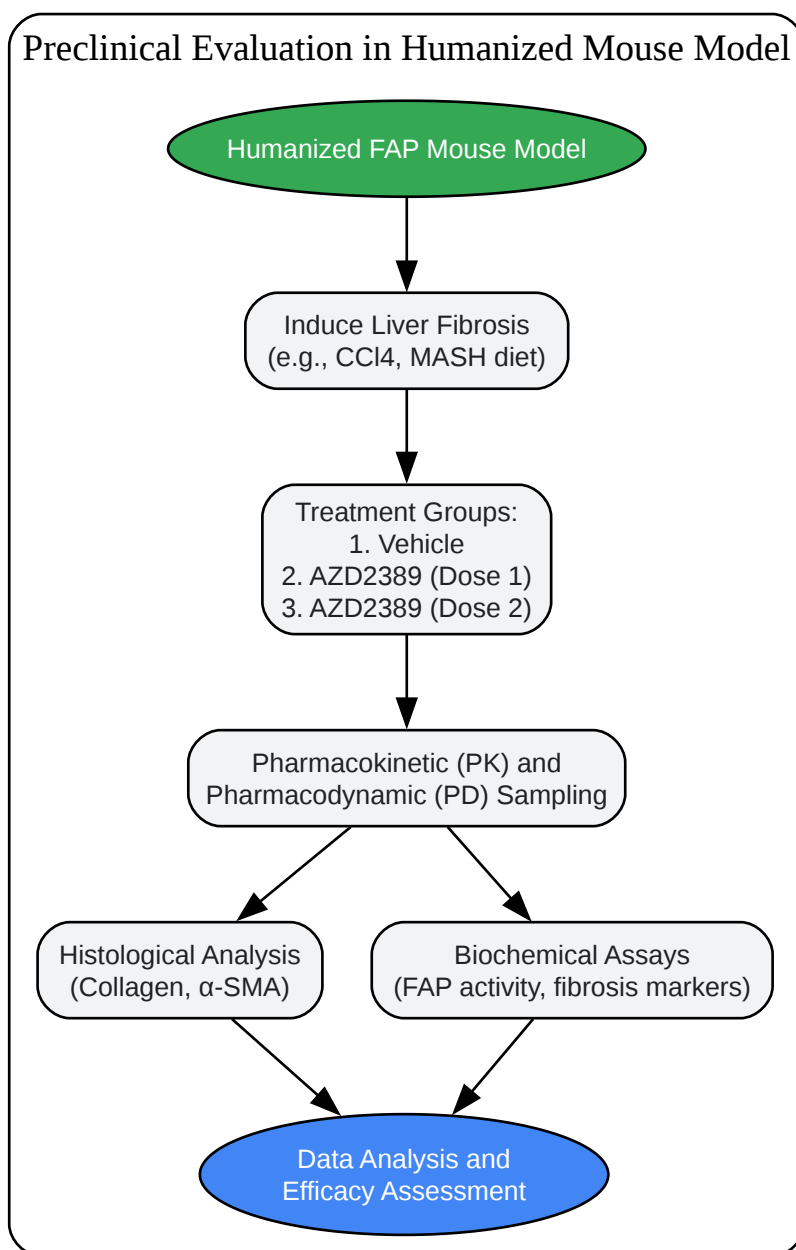 Preclinical Evaluation in Humanized Mouse Model
Humanized FAP Mouse Model
Induce Liver Fibrosis
(e.g., CCl4, MASH diet)
Treatment Groups:
1. Vehicle
2. AZD2389 (Dose 1)
3. AZD2389 (Dose 2)
Pharmacokinetic (PK) and
Pharmacodynamic (PD) Sampling
Histological Analysis
(Collagen, α-SMA)
Biochemical Assays
(FAP activity, fibrosis markers)
Data Analysis and
Efficacy Assessment